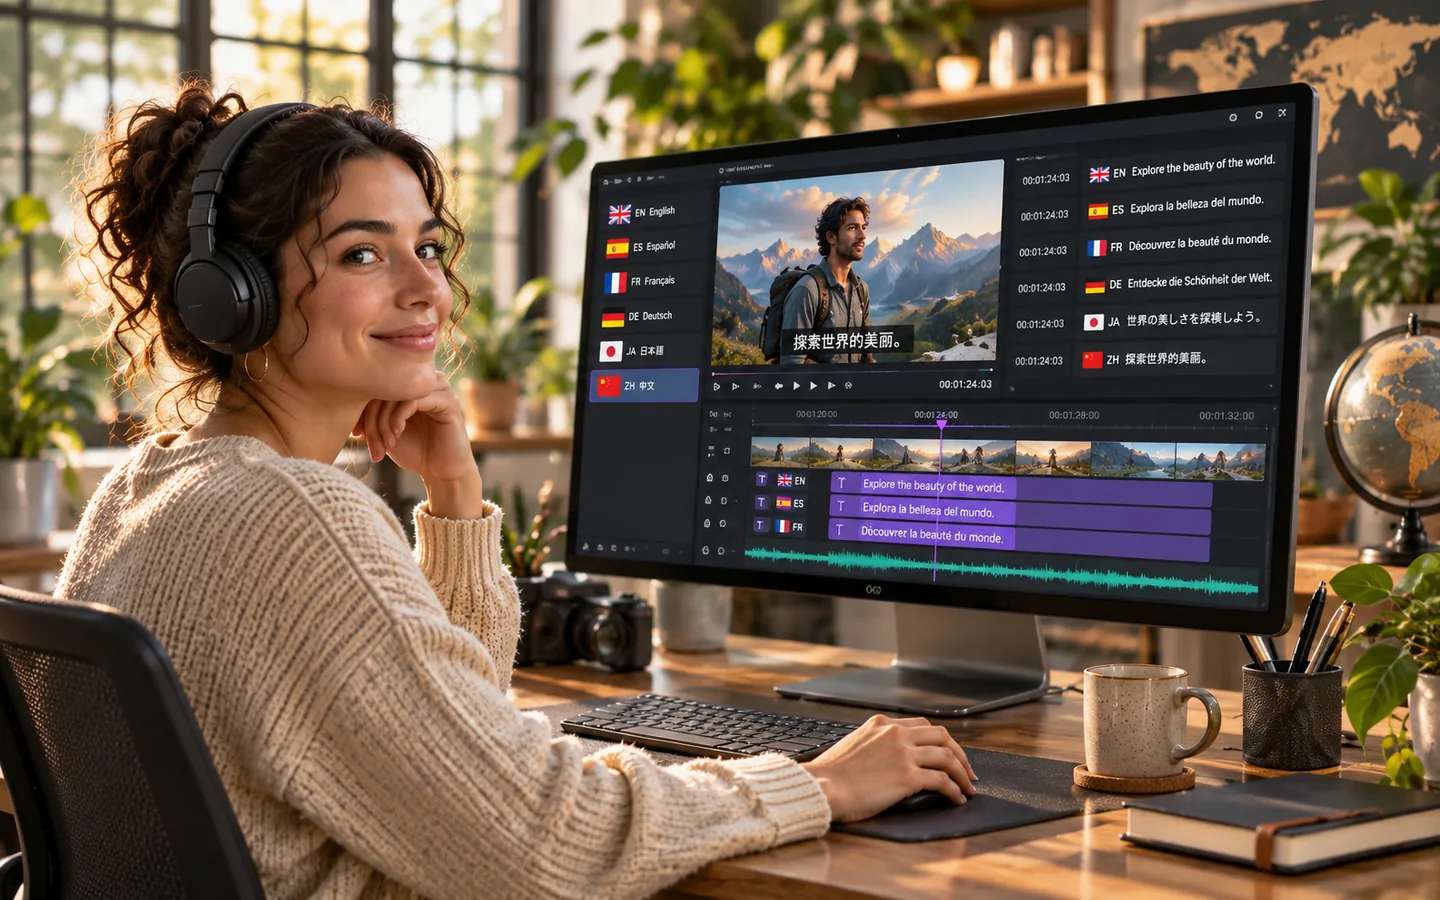 EN English
ES Español
FR Français
DE Deutsch
JA 日本語
ZH 中文
探索世界的美丽。
00:01:24:03
00:01:24:03 EN Explore the beauty of the world.
00:01:24:03 ES Explora la belleza del mundo.
00:01:24:03 FR Découvrez la beauté du monde.
00:01:24:03 DE Entdecke die Schönheit der Welt.
00:01:24:03 JA 世界の美しさを探検しよう。
00:01:24:03 ZH 探索世界的美丽。
00:01:20:00 00:01:24:00 00:01:28:00 00:01:32:00
T EN T Explore the beauty of the world.
T ES T Explora la belleza del mundo.
T FR T Découvrez la beauté du monde.